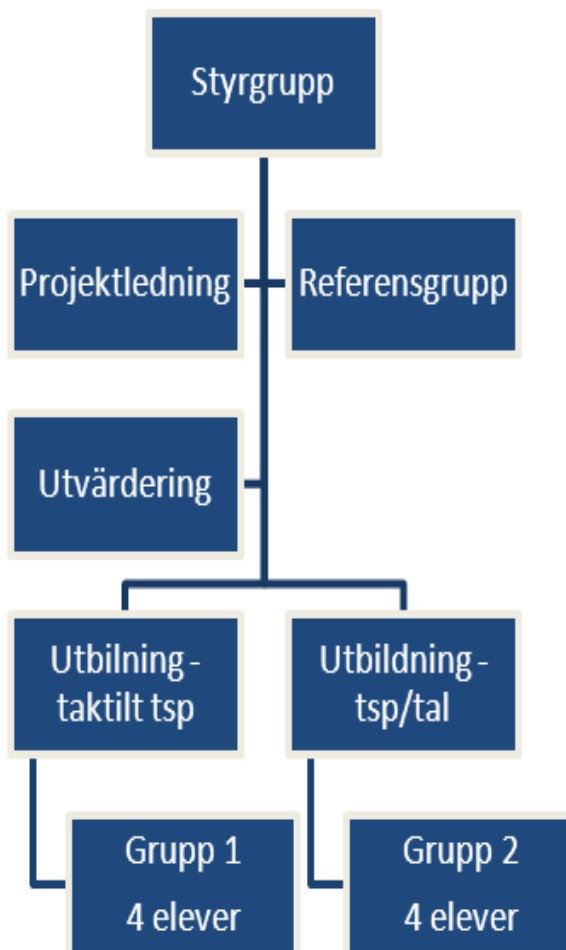 Styrgrupp
Projektledning
Referensgrupp
Utvärdering
Utbilning -
taktilt tsp
Utbildning -
tsp/tal
Grupp 1
4 elever
Grupp 2
4 elever